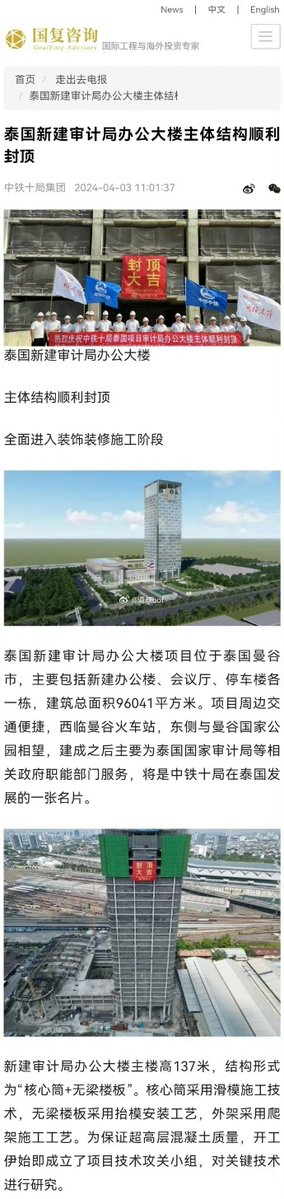 News | 中文 | English
国复咨询
GoalFore Advisory
国际工程与海外投资专家
首页 / 走出去电报
/ 泰国新建审计局办公大楼主体结构顺利封顶
泰国新建审计局办公大楼主体结构顺利
封顶
中铁十局集团 2024-04-03 11:01:37
封顶
大吉
热烈庆祝中铁十局泰国项目审计局办公大楼主体顺利封顶
泰国新建审计局办公大楼
主体结构顺利封顶
全面进入装饰装修施工阶段
泰国新建审计局办公大楼项目位于泰国曼谷
市，主要包括新建办公楼、会议厅、停车楼各
一栋，建筑总面积96041平方米。项目周边交
通便捷，西临曼谷火车站，东侧与曼谷国家公
园相望，建成之后主要为泰国国家审计局等相
关政府职能部门服务，将是中铁十局在泰国发
展的一张名片。
封顶
大吉
新建审计局办公大楼主楼高137米，结构形式
为“核心筒+无梁楼板”。核心筒采用滑模施工技
术，无梁楼板采用抬模安装工艺，外架采用爬
架施工工艺。为保证超高层混凝土质量，开工
伊始即成立了项目技术攻关小组，对关键技术
进行研究。